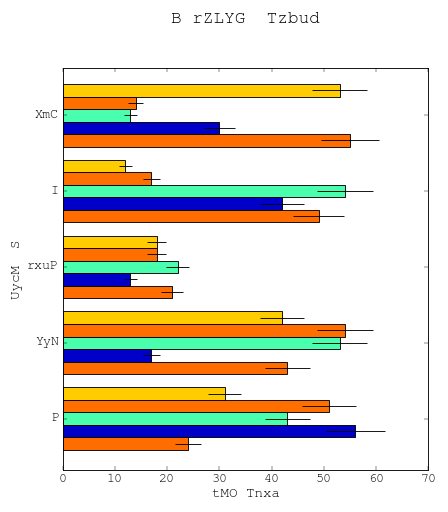 B rZLYG  Tzbud
XmC
I
rxuP
YyN
P
UycM  S
0 10 20 30 40 50 60 70
tMO Tnxa